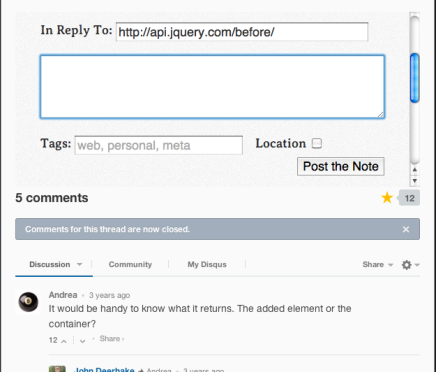 In Reply To: http://api.jquery.com/before/
Tags: web, personal, meta Location
Post the Note
5 comments 12
Comments for this thread are now closed. ×
Discussion Community My Disqus Share
Andrea · 3 years ago
It would be handy to know what it returns. The added element or the
container?
12 · Share ›
John Deerhake Andrea · 3 years ago